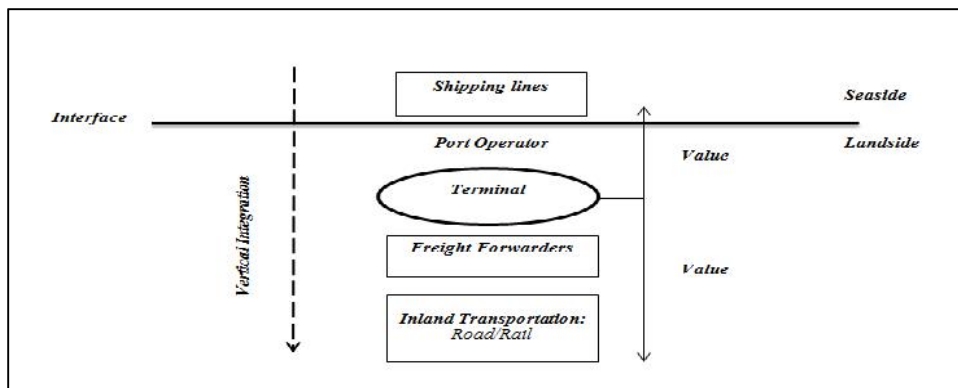 Shipping lines
Seaside
Interface
Port Operator
Value
Landside
Terminal
Vertical Integration
Freight Forwarders
Value
Inland Transportation:
Road/Rail